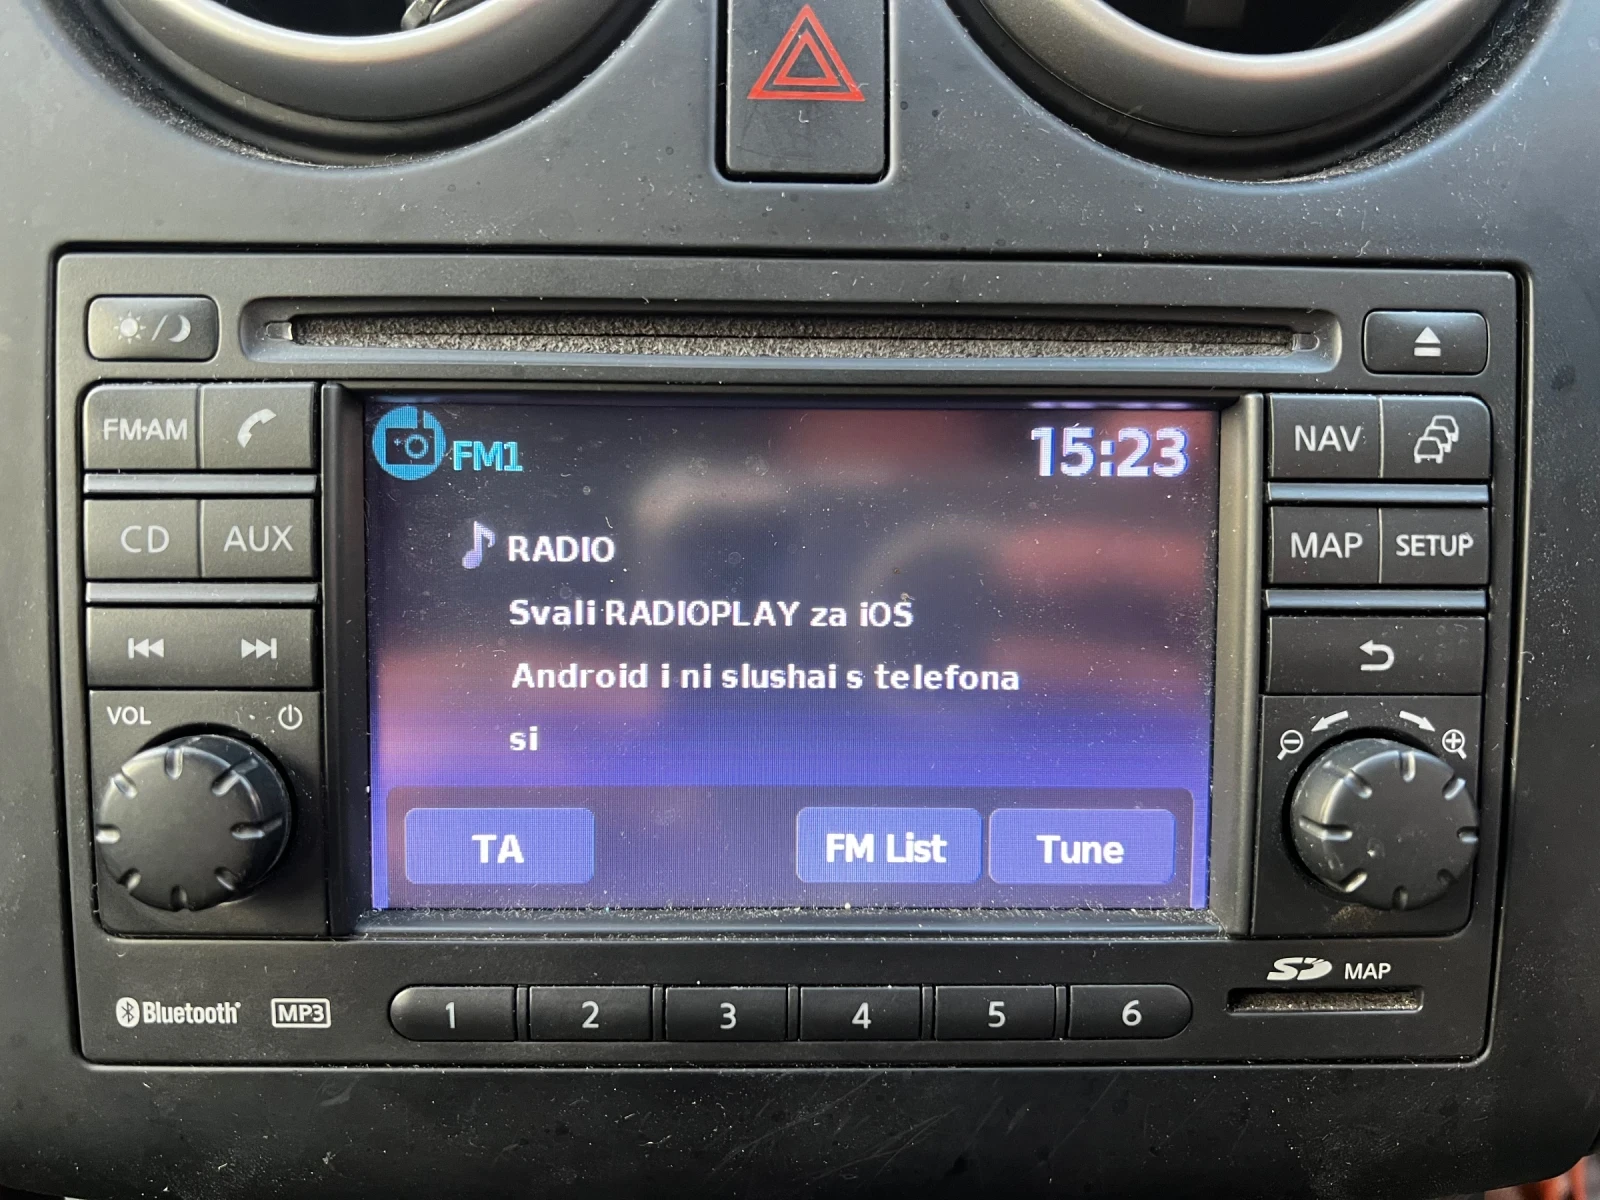 FM·AM
CD
AUX
VOL
FM1
15:23
RADIO
Svali RADIOPLAY za iOS
Android i ni slushai s telefona
si
TA
FM List
Tune
NAV
MAP
SETUP
Bluetooth
MP3
1
2
3
4
5
6
SD MAP